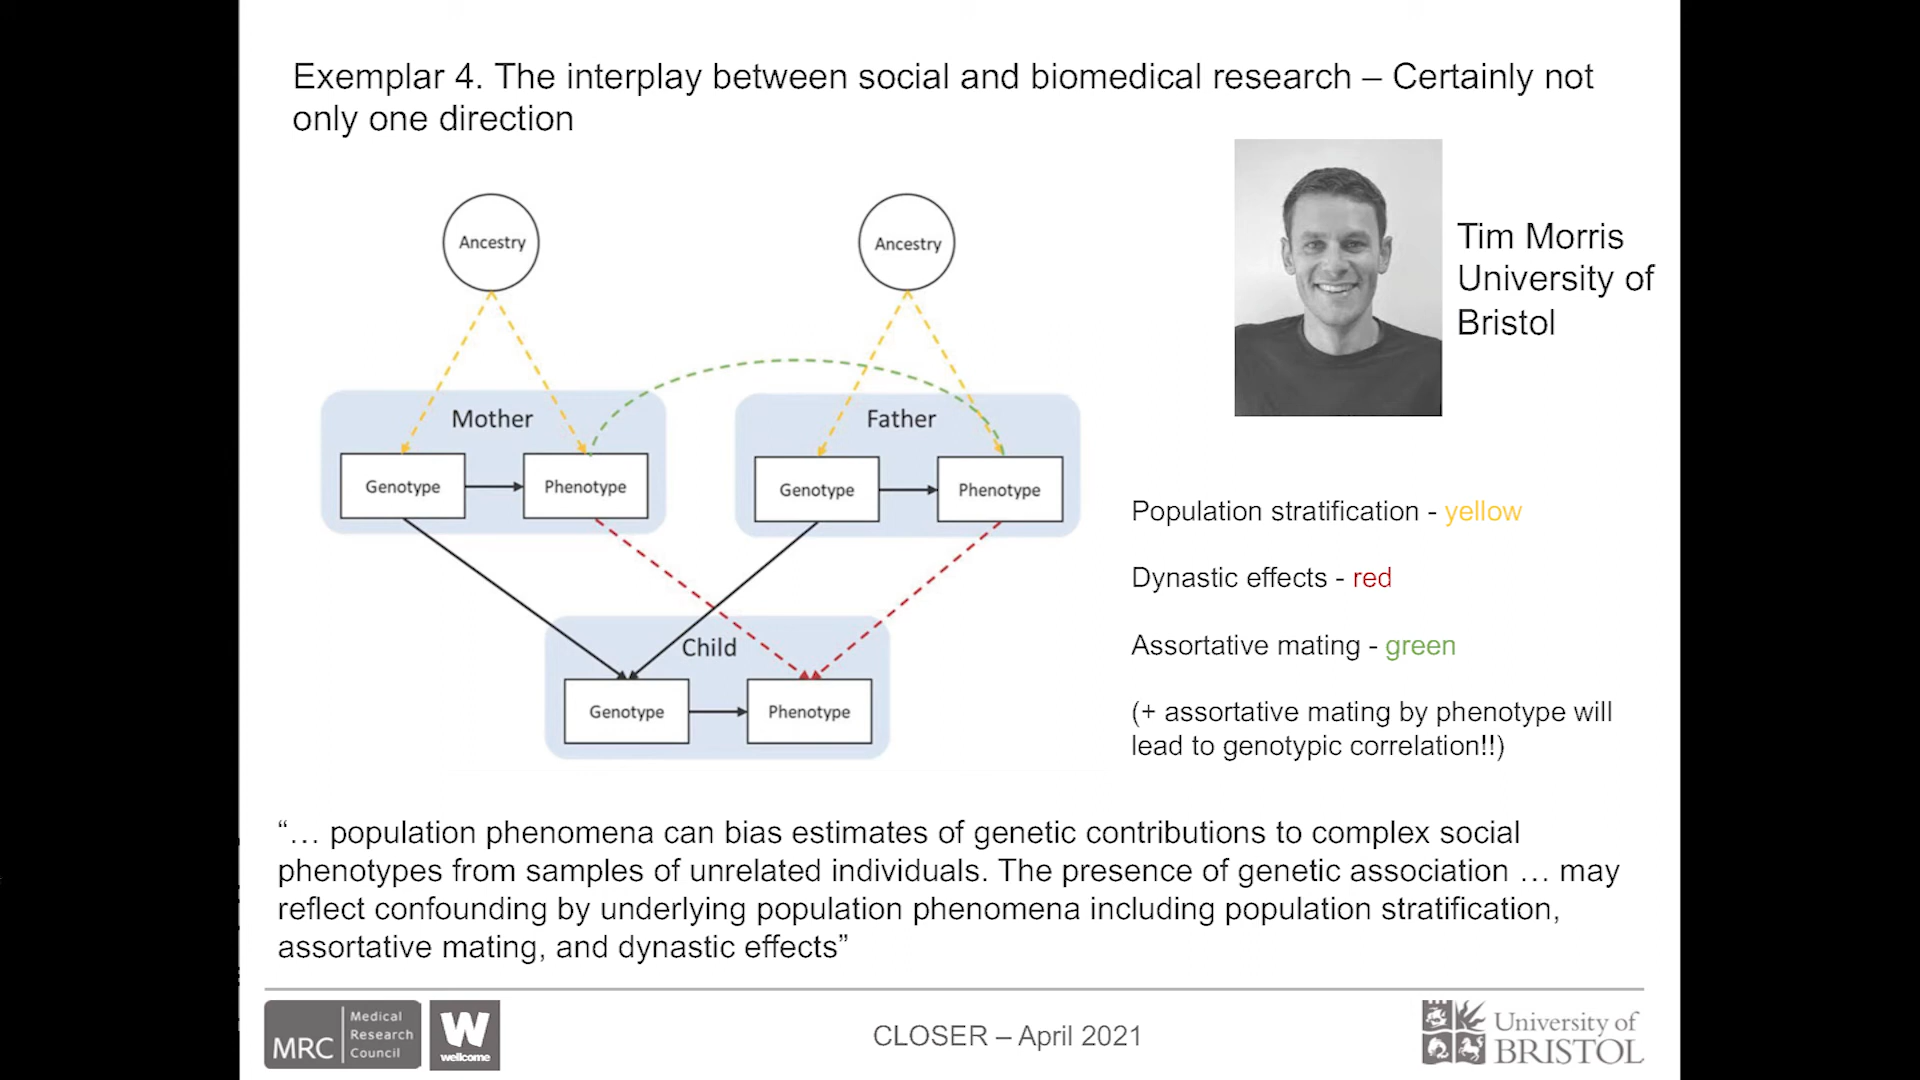 Exemplar 4. The interplay between social and biomedical research – Certainly not
only one direction
Ancestry
Ancestry
Tim Morris
University of
Bristol
Mother
Father
Genotype
Phenotype
Genotype
Phenotype
Child
Genotype
Phenotype
Population stratification - yellow
Dynastic effects - red
Assortative mating - green
(+ assortative mating by phenotype will
lead to genotypic correlation!!)
“… population phenomena can bias estimates of genetic contributions to complex social
phenotypes from samples of unrelated individuals. The presence of genetic association … may
reflect confounding by underlying population phenomena including population stratification,
assortative mating, and dynastic effects”
MRC
Medical
Research
Council
W
wellcome
CLOSER – April 2021
University of
BRISTOL